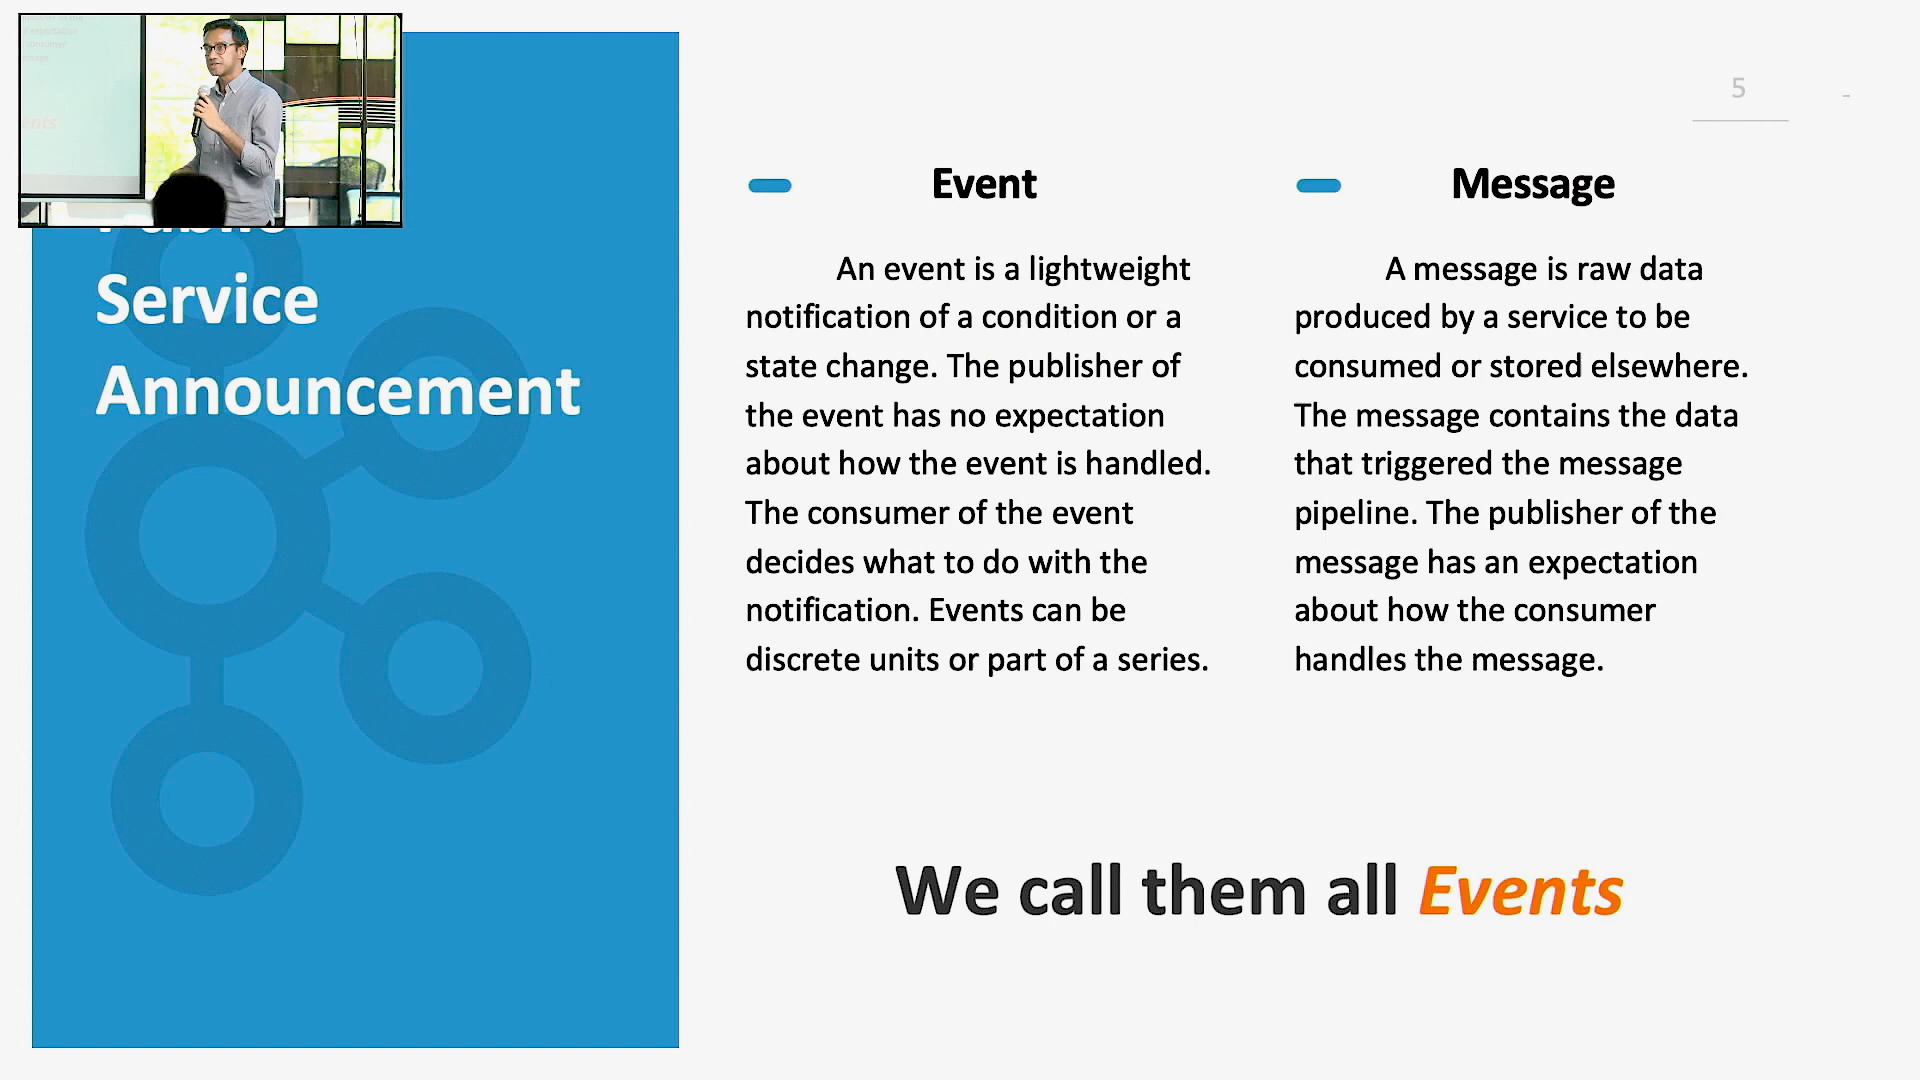 5
Service
Announcement
Event
An event is a lightweight
notification of a condition or a
state change. The publisher of
the event has no expectation
about how the event is handled.
The consumer of the event
decides what to do with the
notification. Events can be
discrete units or part of a series.
Message
A message is raw data
produced by a service to be
consumed or stored elsewhere.
The message contains the data
that triggered the message
pipeline. The publisher of the
message has an expectation
about how the consumer
handles the message.
We call them all Events